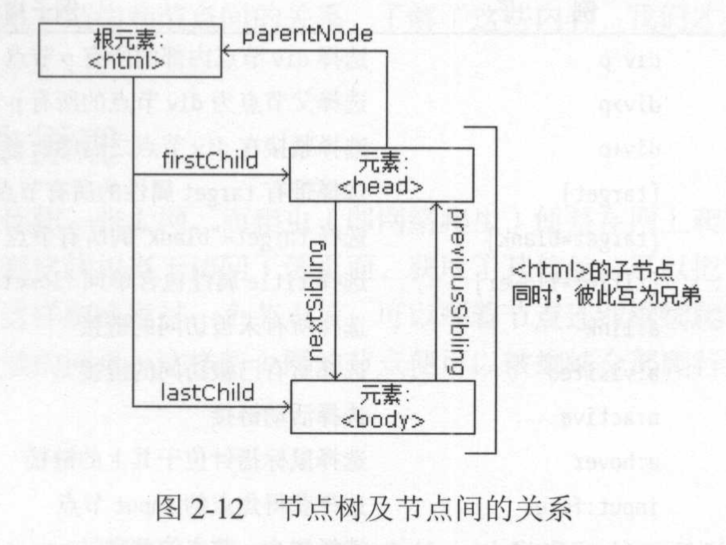 根元素:
<html>
parentNode
firstChild
元素:
<head>
nextSibling
previousSibling
<html>的子节点
同时，彼此互为兄弟
lastChild
元素:
<body>
图 2-12 节点树及节点间的关系